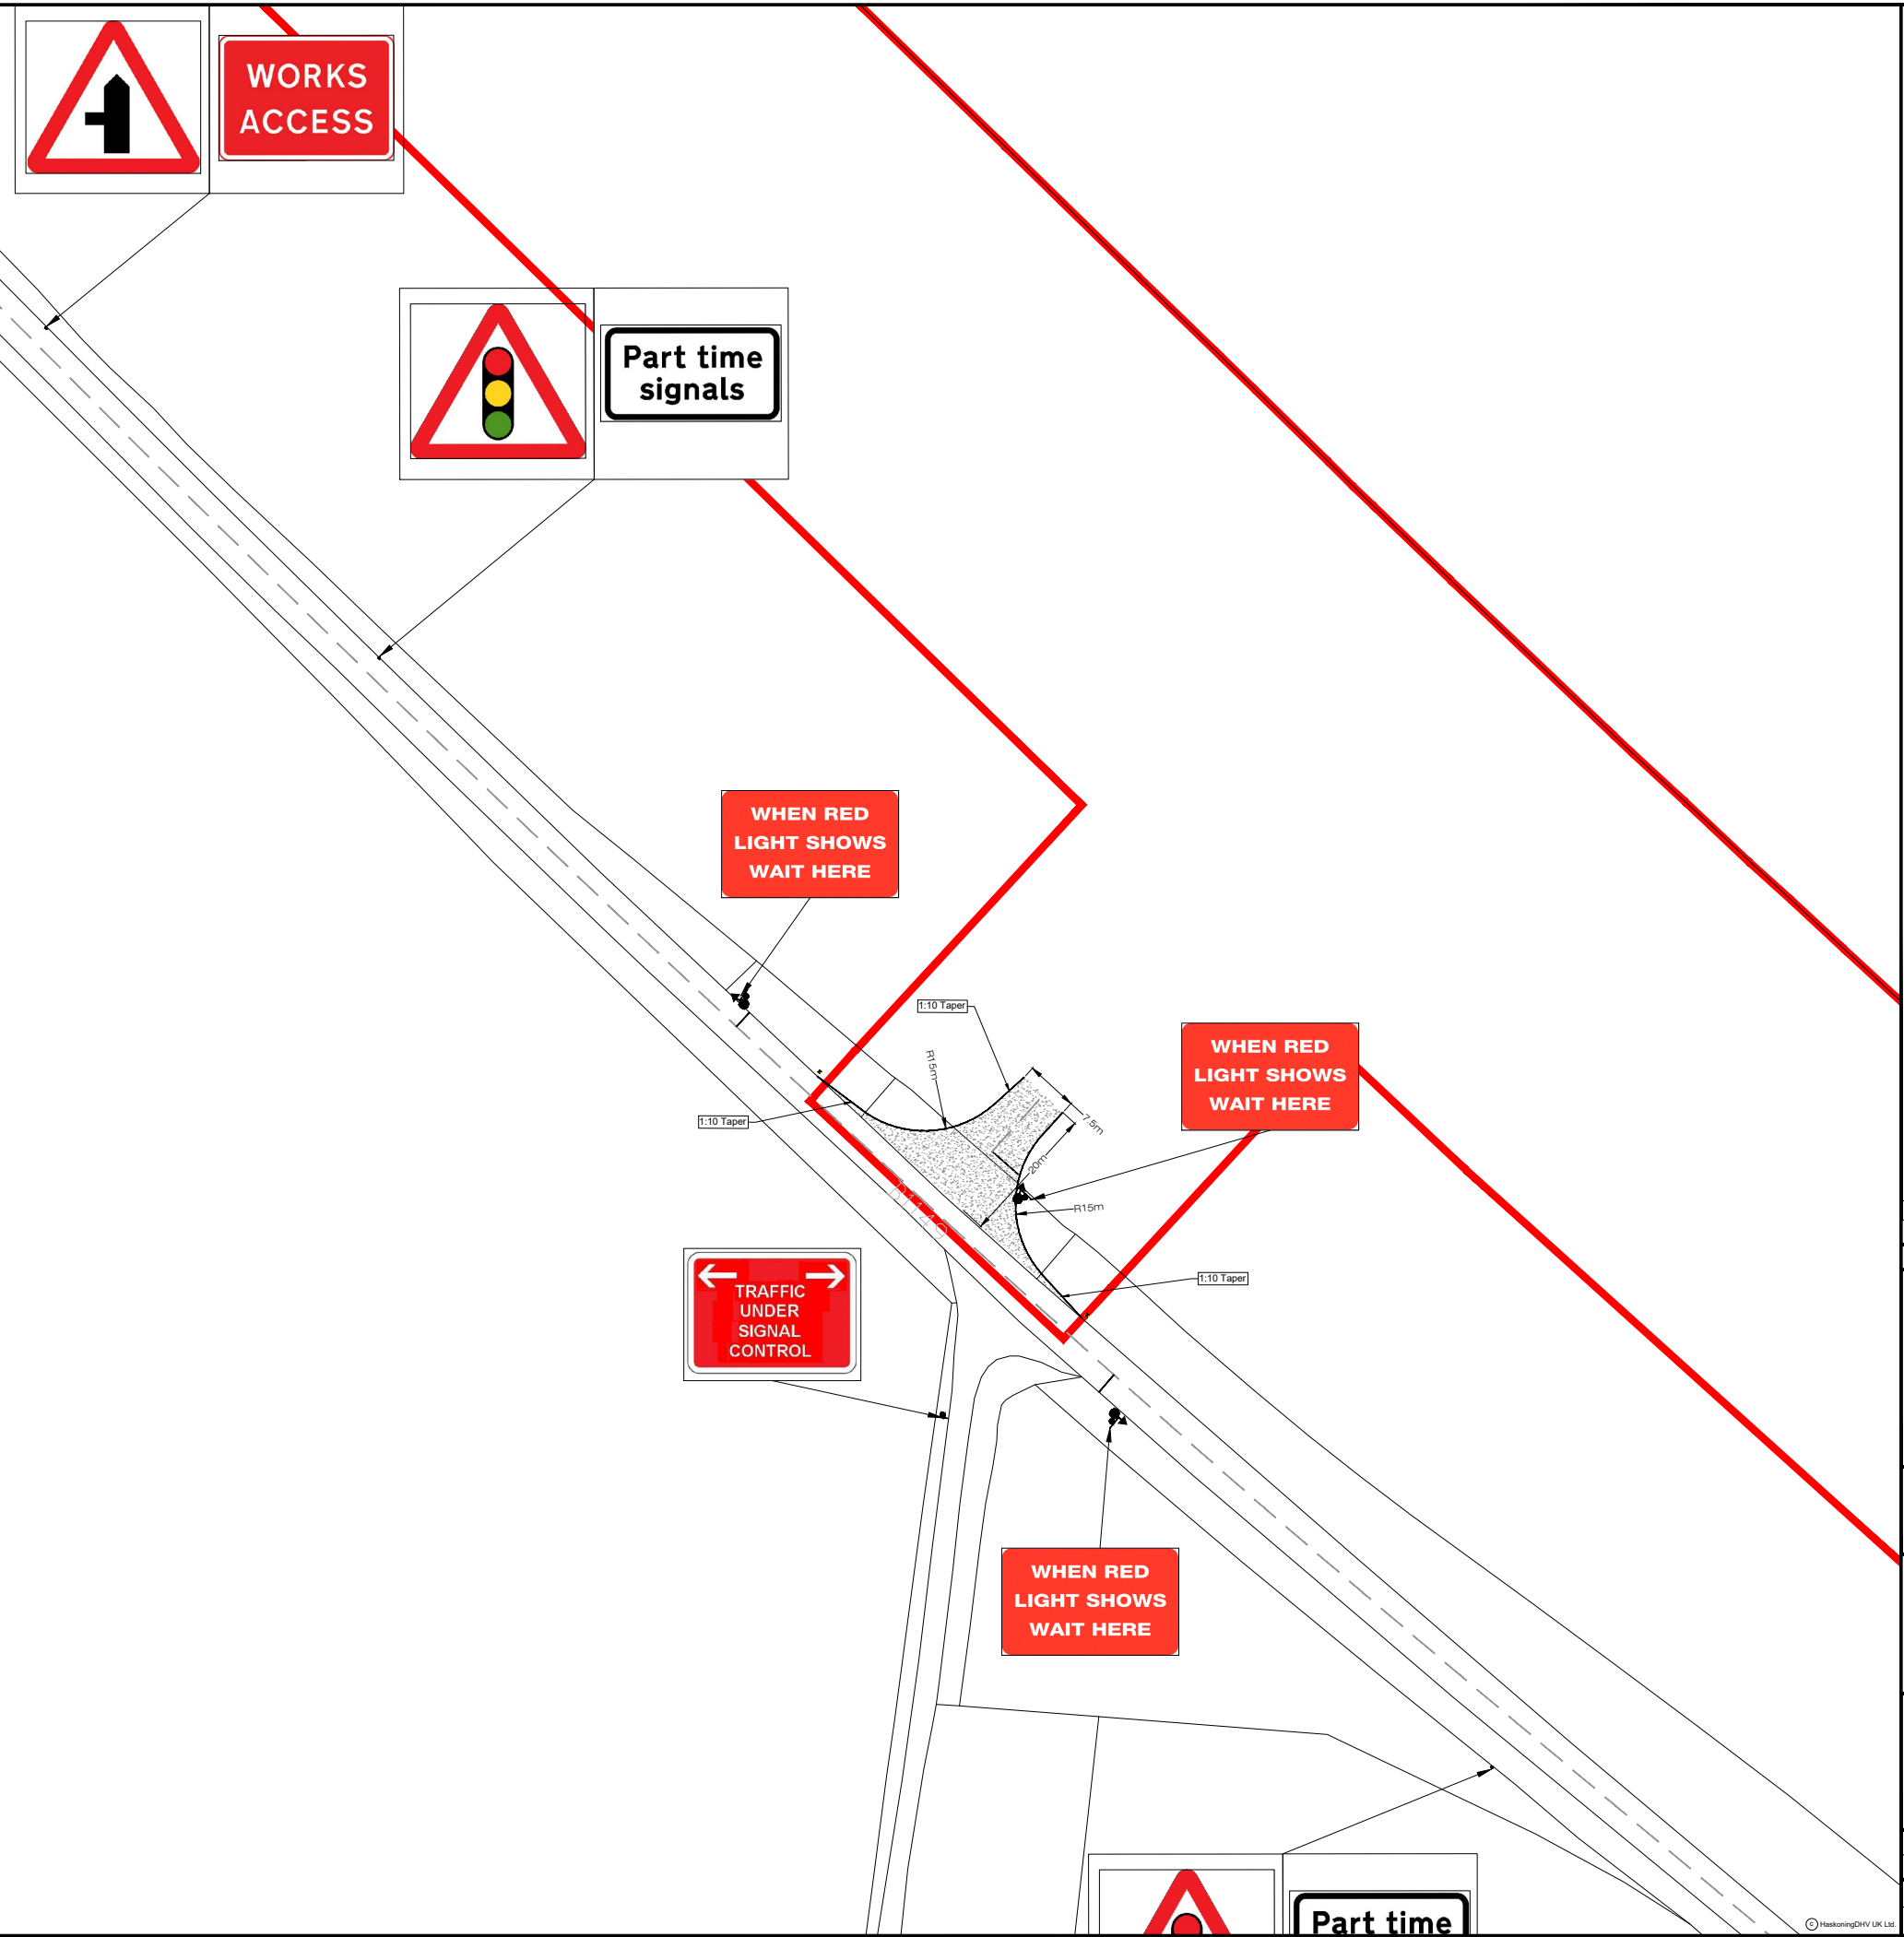 WORKS
ACCESS
Part time
signals
WHEN RED
LIGHT SHOWS
WAIT HERE
1:10 Taper
R15m
WHEN RED
LIGHT SHOWS
WAIT HERE
1:10 Taper
7.5m
20m
B1149
R15m
TRAFFIC
UNDER
SIGNAL
CONTROL
1:10 Taper
WHEN RED
LIGHT SHOWS
WAIT HERE
Part time
© HaskoningDHV UK Ltd.